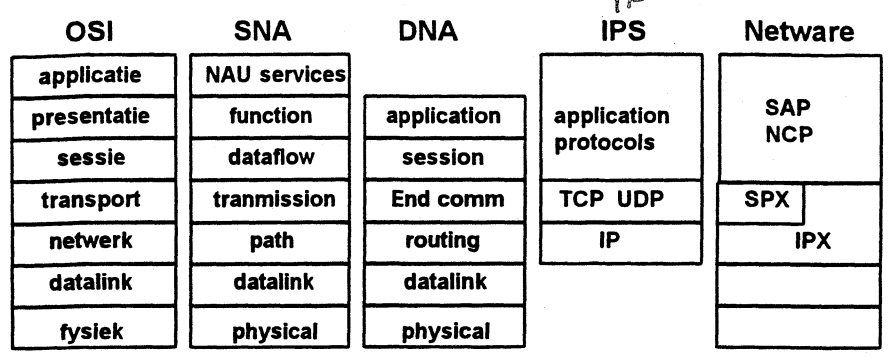 OSI SNA DNA IPS Netware
applicatie NAU services
presentatie function application application protocols SAP NCP
sessie dataflow session
transport tranmission End comm TCP UDP SPX
netwerk path routing IP IPX
datalink datalink datalink
fysiek physical physical